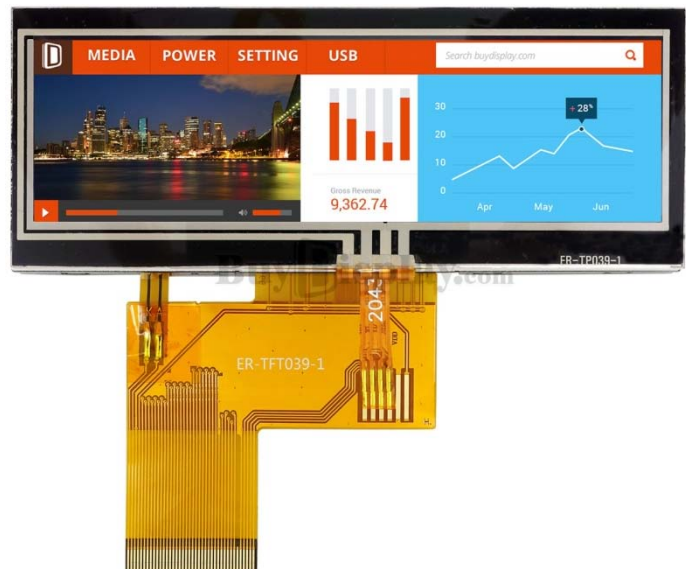 MEDIA POWER SETTING USB Search buydisplay.com
30
+ 28%
20
10
0
Gross Revenue
9,362.74
Apr May Jun
ER-TP039-1
BuyDisplay.com
2043
ER-TFT039-1
VDD